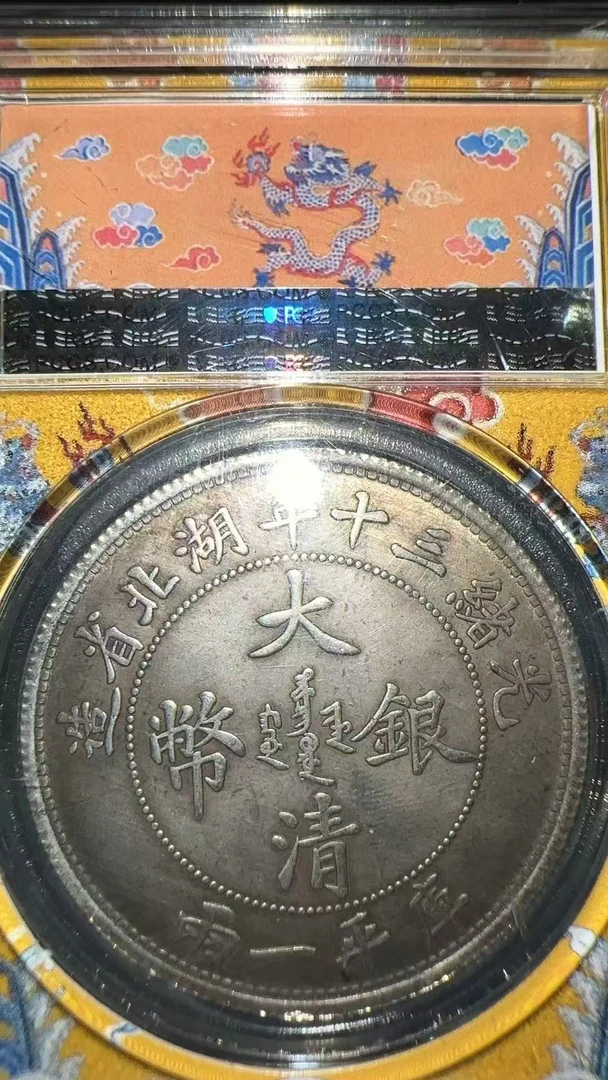 光緒三十年湖北省造
大清銀幣
庫平一兩